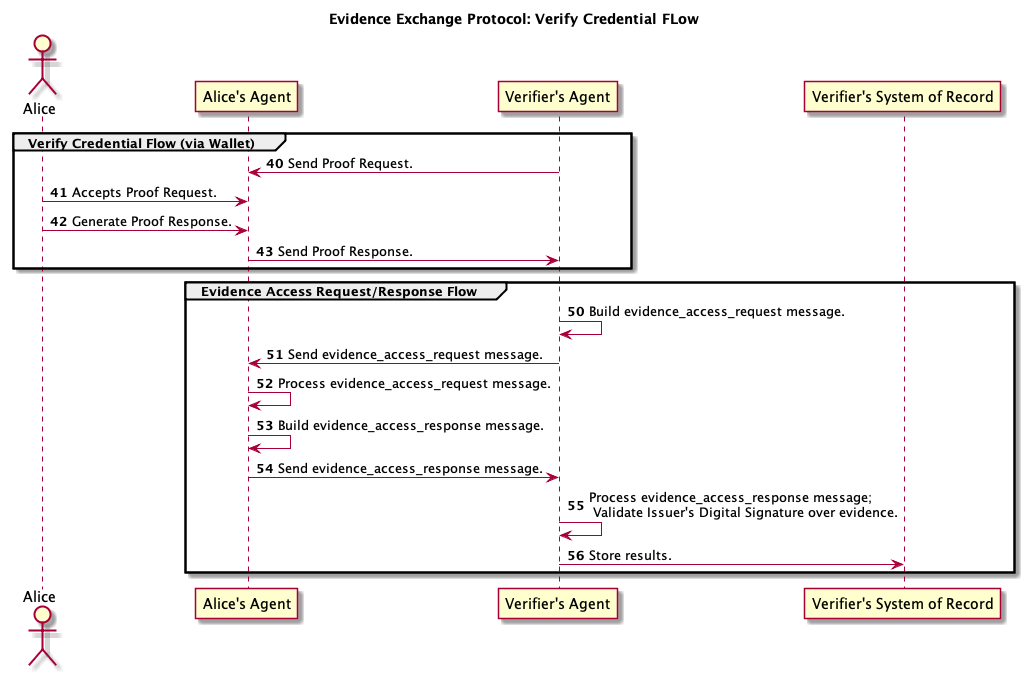 Evidence Exchange Protocol: Verify Credential FLow
Alice
Alice's Agent
Verifier's Agent
Verifier's System of Record
Verify Credential Flow (via Wallet)
40 Send Proof Request.
41 Accepts Proof Request.
42 Generate Proof Response.
43 Send Proof Response.
Evidence Access Request/Response Flow
50 Build evidence_access_request message.
51 Send evidence_access_request message.
52 Process evidence_access_request message.
53 Build evidence_access_response message.
54 Send evidence_access_response message.
55 Process evidence_access_response message;
Validate Issuer's Digital Signature over evidence.
56 Store results.
Alice
Alice's Agent
Verifier's Agent
Verifier's System of Record